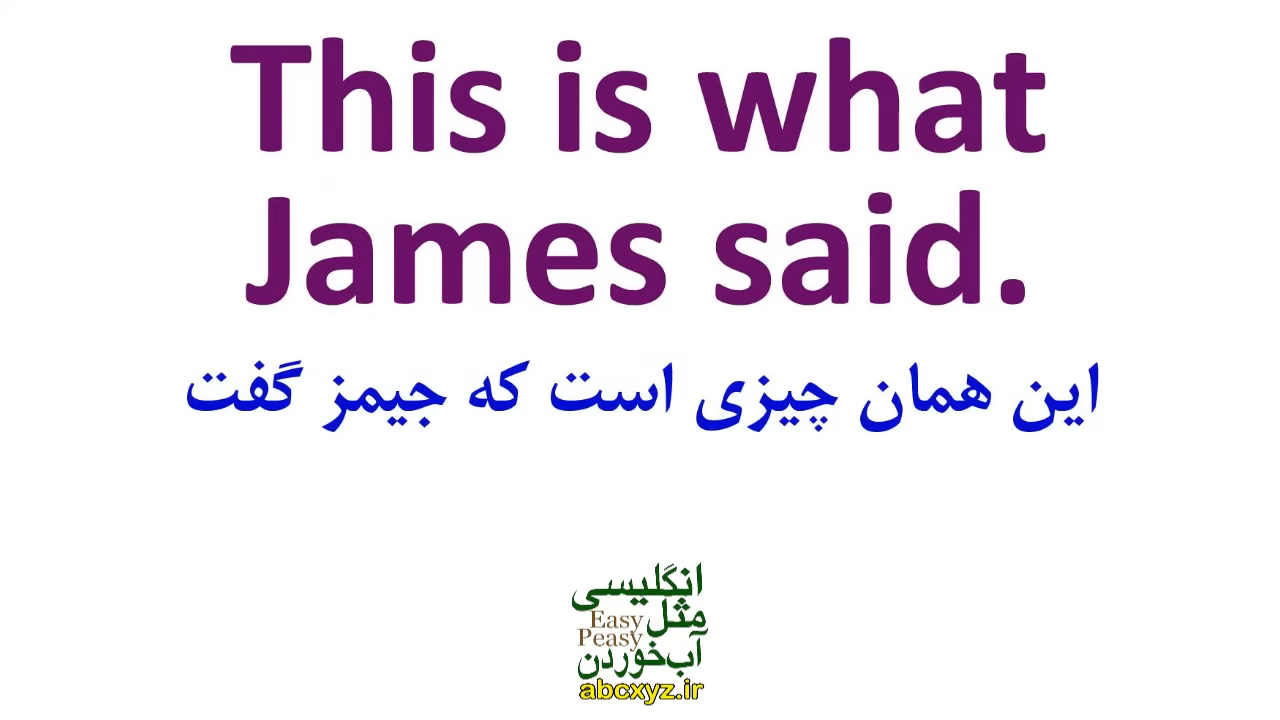 This is what
James said.
این همان چیزی است که جیمز گفت
انگلیسی
مثل
Easy
Peasy
آب‌خوردن
abcxyz.ir